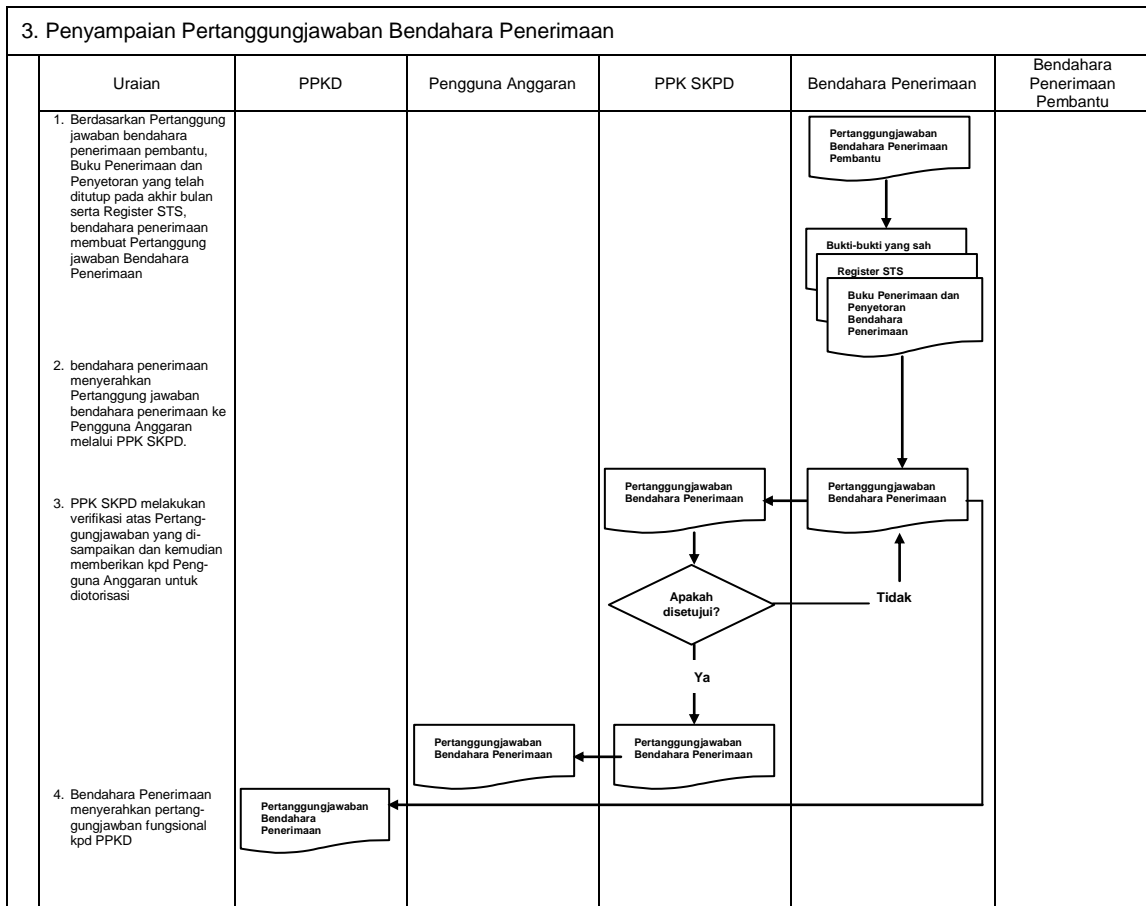 3. Penyampaian Pertanggungjawaban Bendahara Penerimaan
Uraian
PPKD
Pengguna Anggaran
PPK SKPD
Bendahara Penerimaan
Bendahara
Penerimaan
Pembantu
1. Berdasarkan Pertanggung
jawaban bendahara
penerimaan pembantu,
Buku Penerimaan dan
Penyetoran yang telah
ditutup pada akhir bulan
serta Register STS,
bendahara penerimaan
membuat Pertanggung
jawaban Bendahara
Penerimaan
2. bendahara penerimaan
menyerahkan
Pertanggung jawaban
bendahara penerimaan ke
Pengguna Anggaran
melalui PPK SKPD.
3. PPK SKPD melakukan
verifikasi atas Pertang-
gungjawaban yang di-
sampaikan dan kemudian
memberikan kpd Peng-
guna Anggaran untuk
diotorisasi
4. Bendahara Penerimaan
menyerahkan pertang-
gungjawban fungsional
kpd PPKD
Pertanggungjawaban
Bendahara Penerimaan
Pembantu
Bukti-bukti yang sah
Register STS
Buku Penerimaan dan
Penyetoran
Bendahara
Penerimaan
Pertanggungjawaban
Bendahara Penerimaan
Pertanggungjawaban
Bendahara Penerimaan
Apakah
disetujui?
Tidak
Ya
Pertanggungjawaban
Bendahara Penerimaan
Pertanggungjawaban
Bendahara Penerimaan
Pertanggungjawaban
Bendahara
Penerimaan